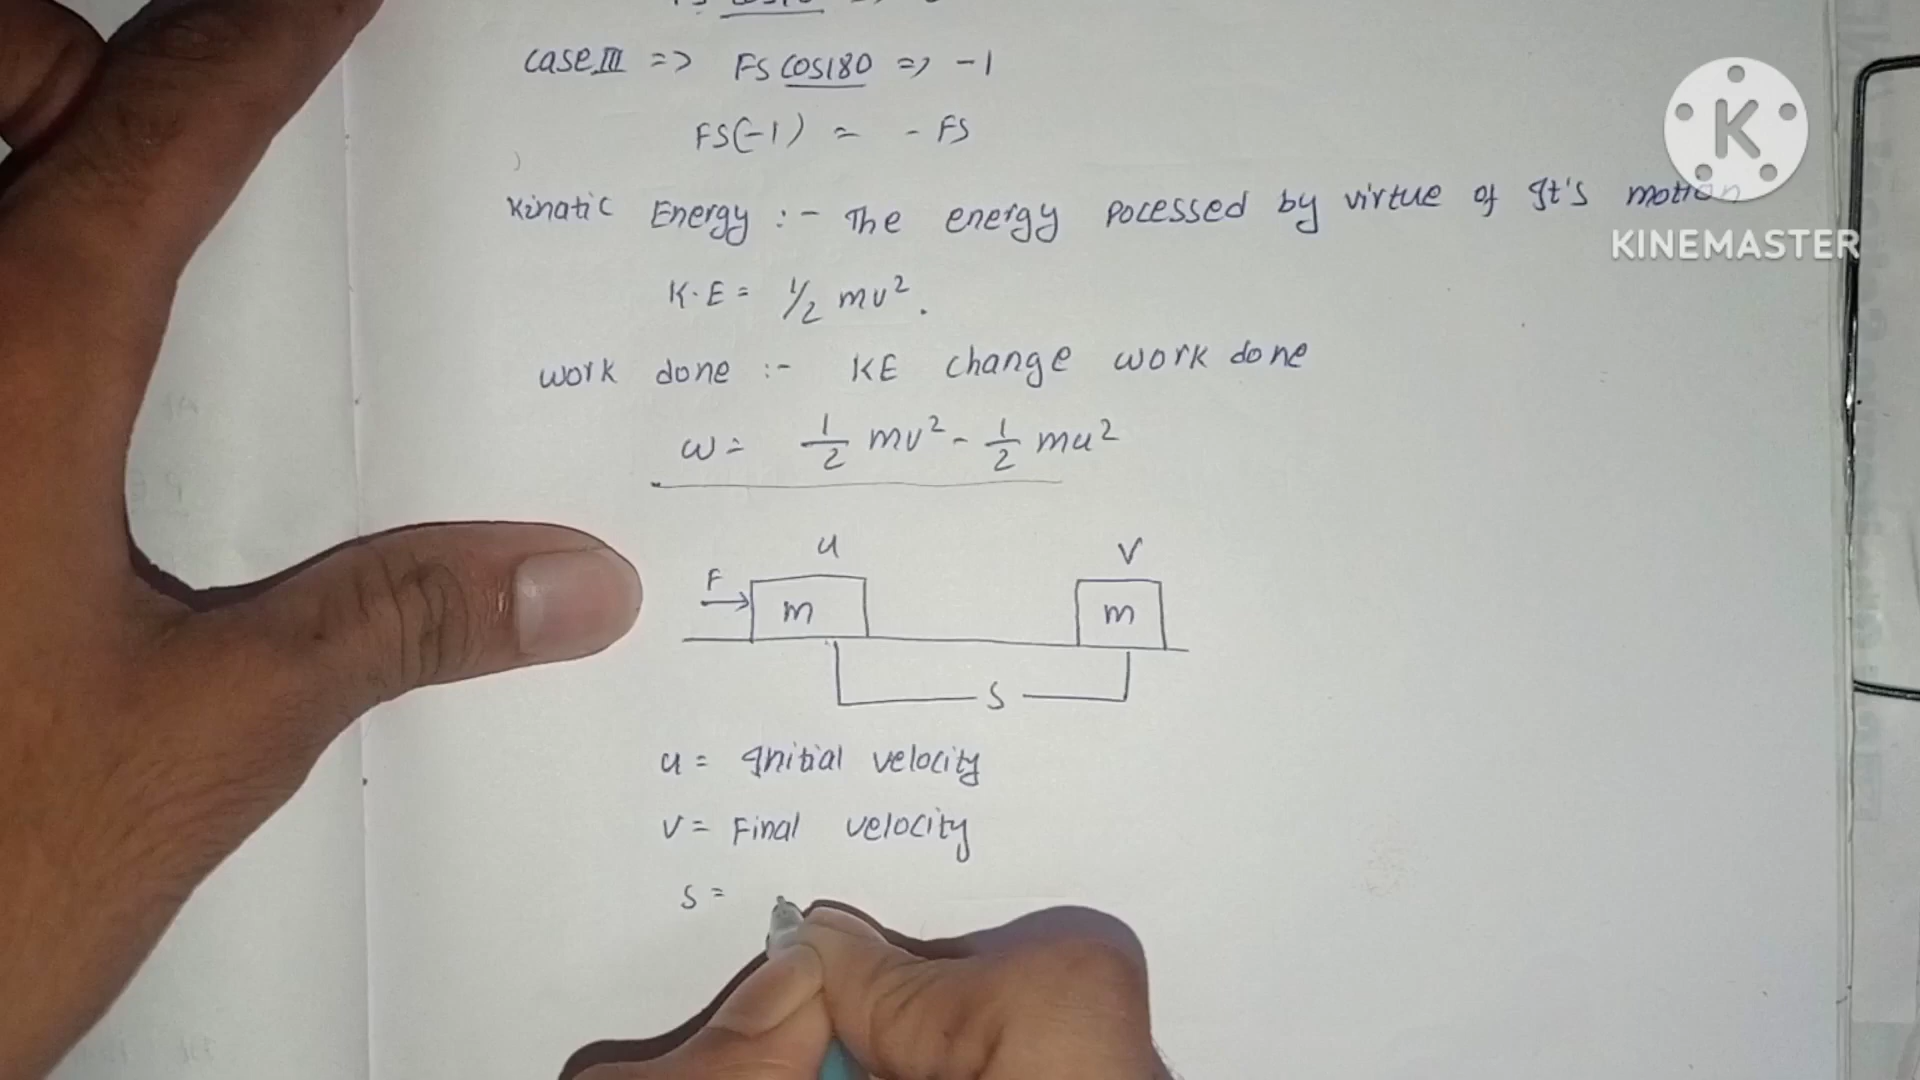 Case III => FS COS180 => -1
FS(-1) = - FS
Kinatic Energy :- The energy pocessed by virtue of It's motion
K.E = 1/2 mv².
work done :- KE change work done
W = 1/2 mv² - 1/2 mu²
u V
F
m m
S
u = Initial velocity
V = Final velocity
S =
K
KINEMASTER